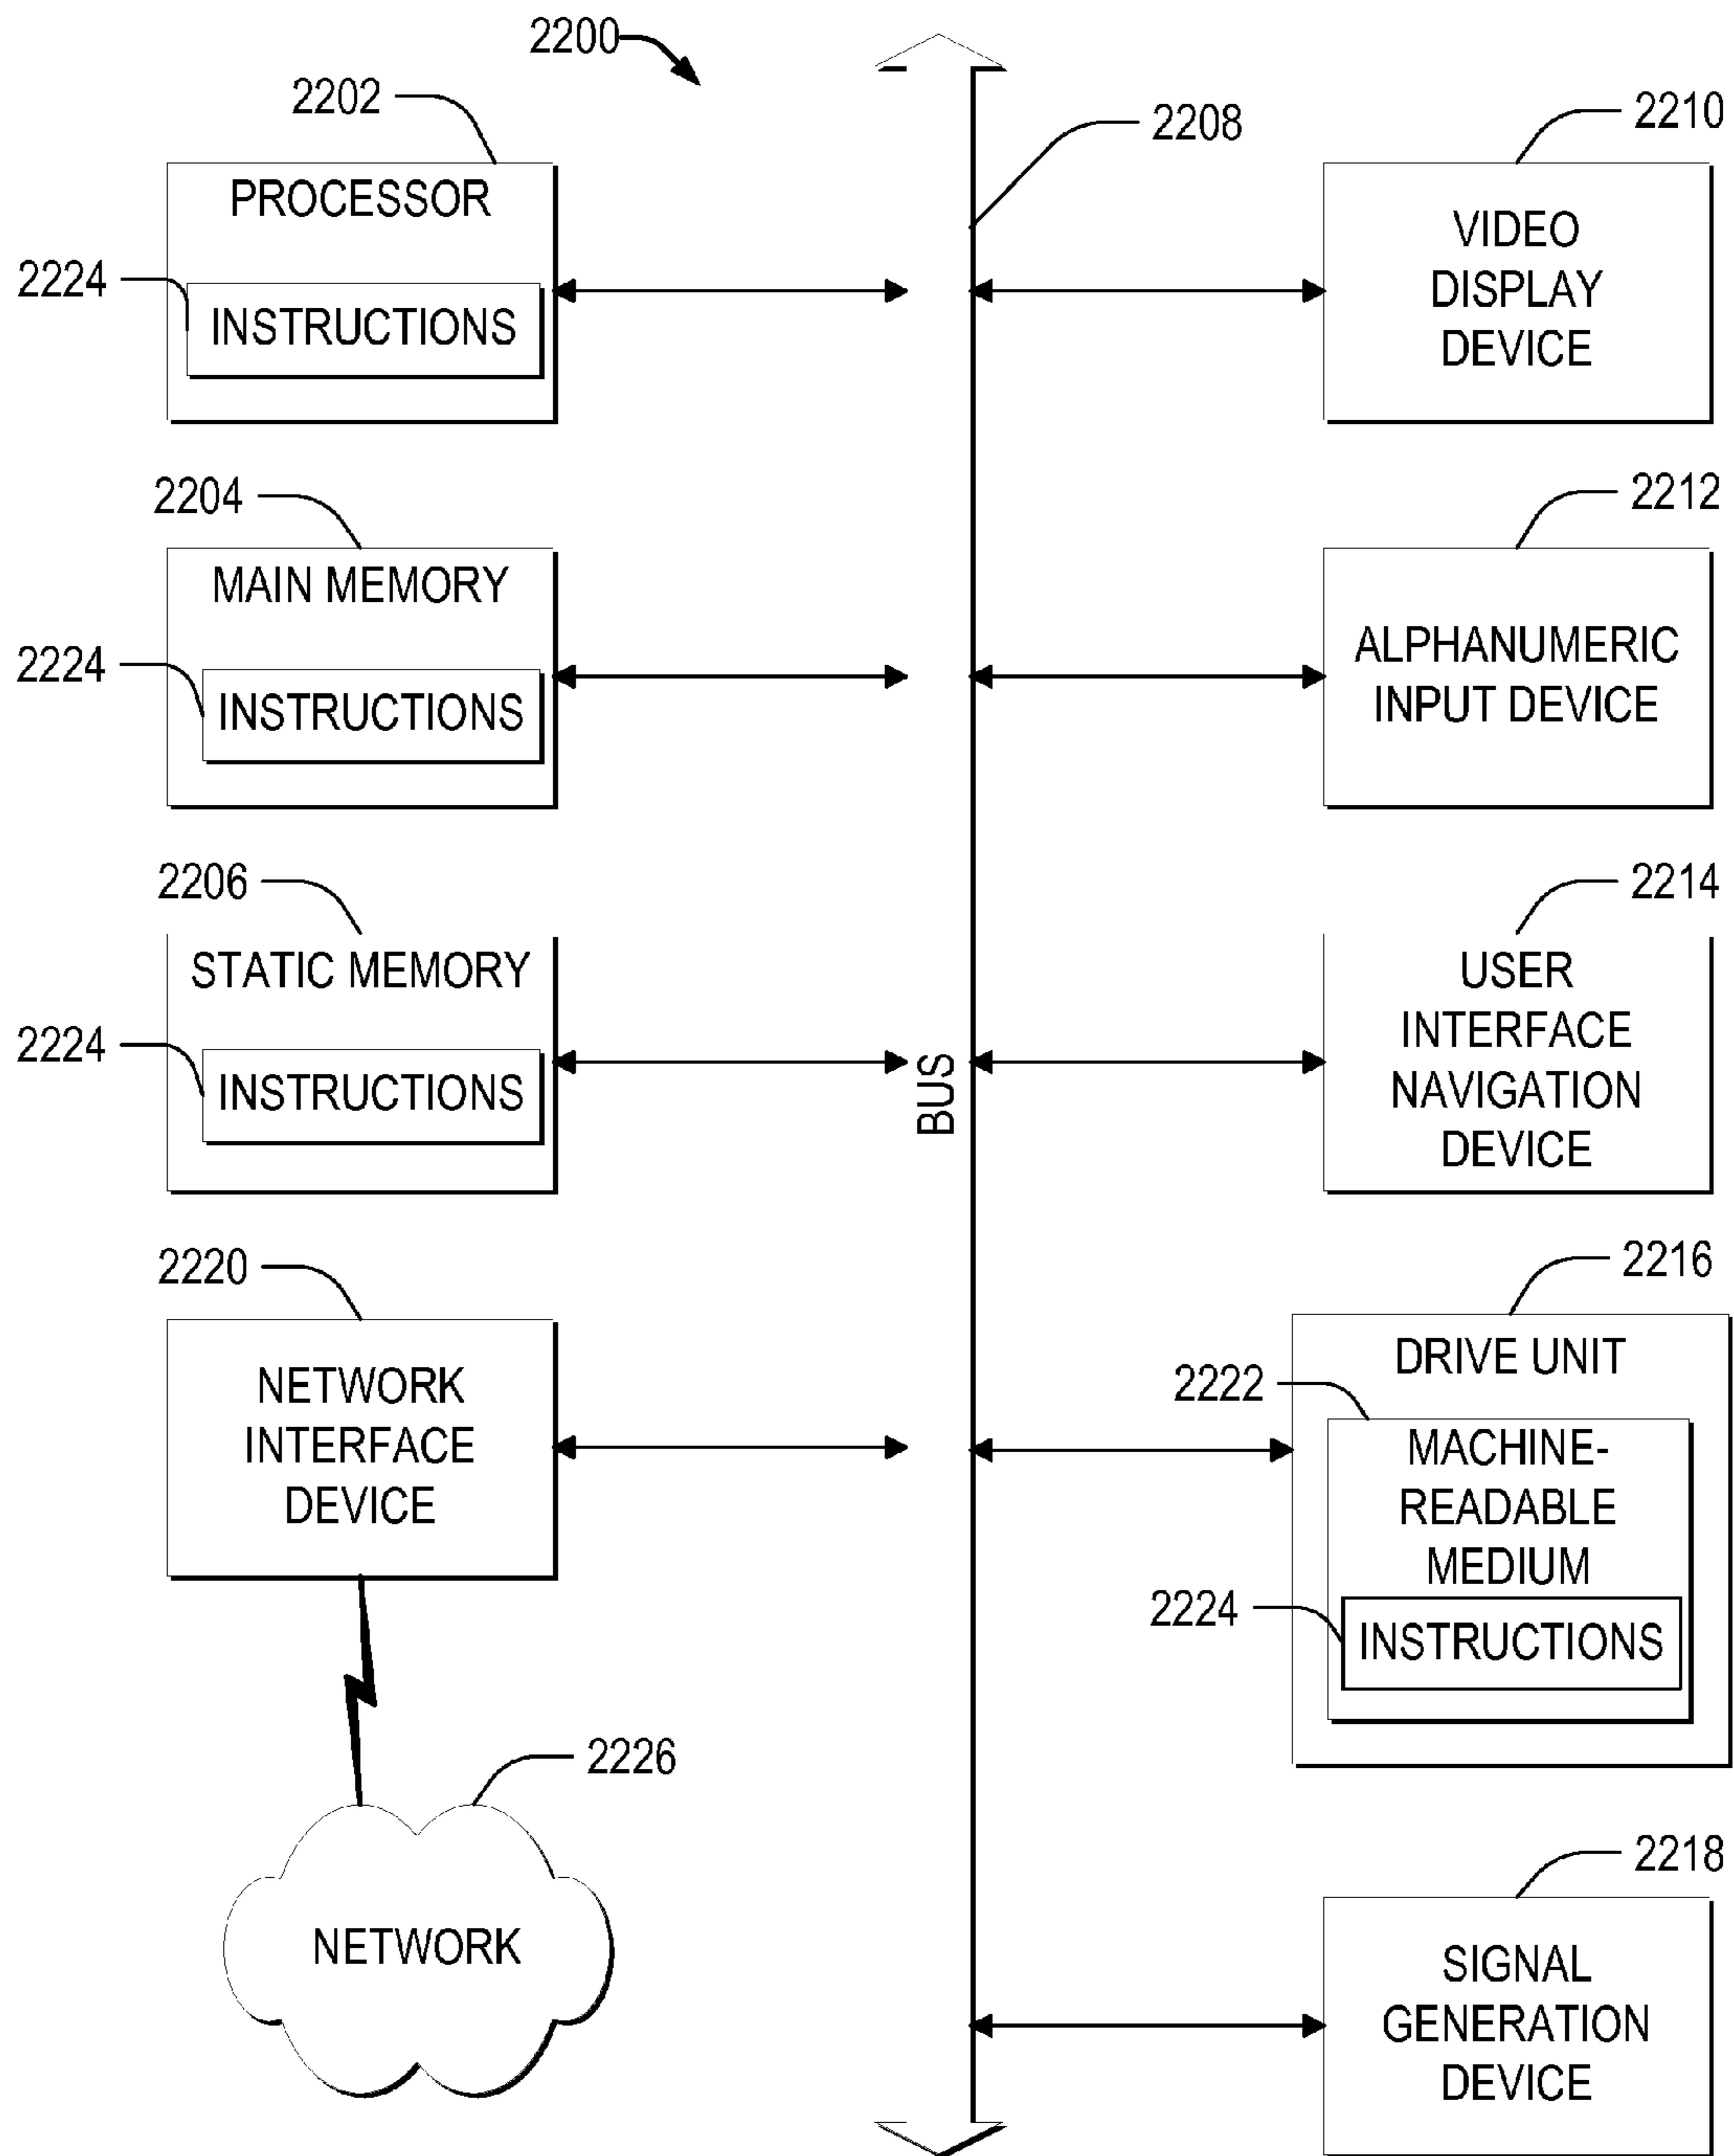 2200
2202
PROCESSOR
2224
INSTRUCTIONS
2204
MAIN MEMORY
2224
INSTRUCTIONS
2206
STATIC MEMORY
2224
INSTRUCTIONS
2220
NETWORK
INTERFACE
DEVICE
2226
NETWORK
2208
BUS
2210
VIDEO
DISPLAY
DEVICE
2212
ALPHANUMERIC
INPUT DEVICE
2214
USER
INTERFACE
NAVIGATION
DEVICE
2216
DRIVE UNIT
2222
MACHINE-
READABLE
MEDIUM
2224
INSTRUCTIONS
2218
SIGNAL
GENERATION
DEVICE